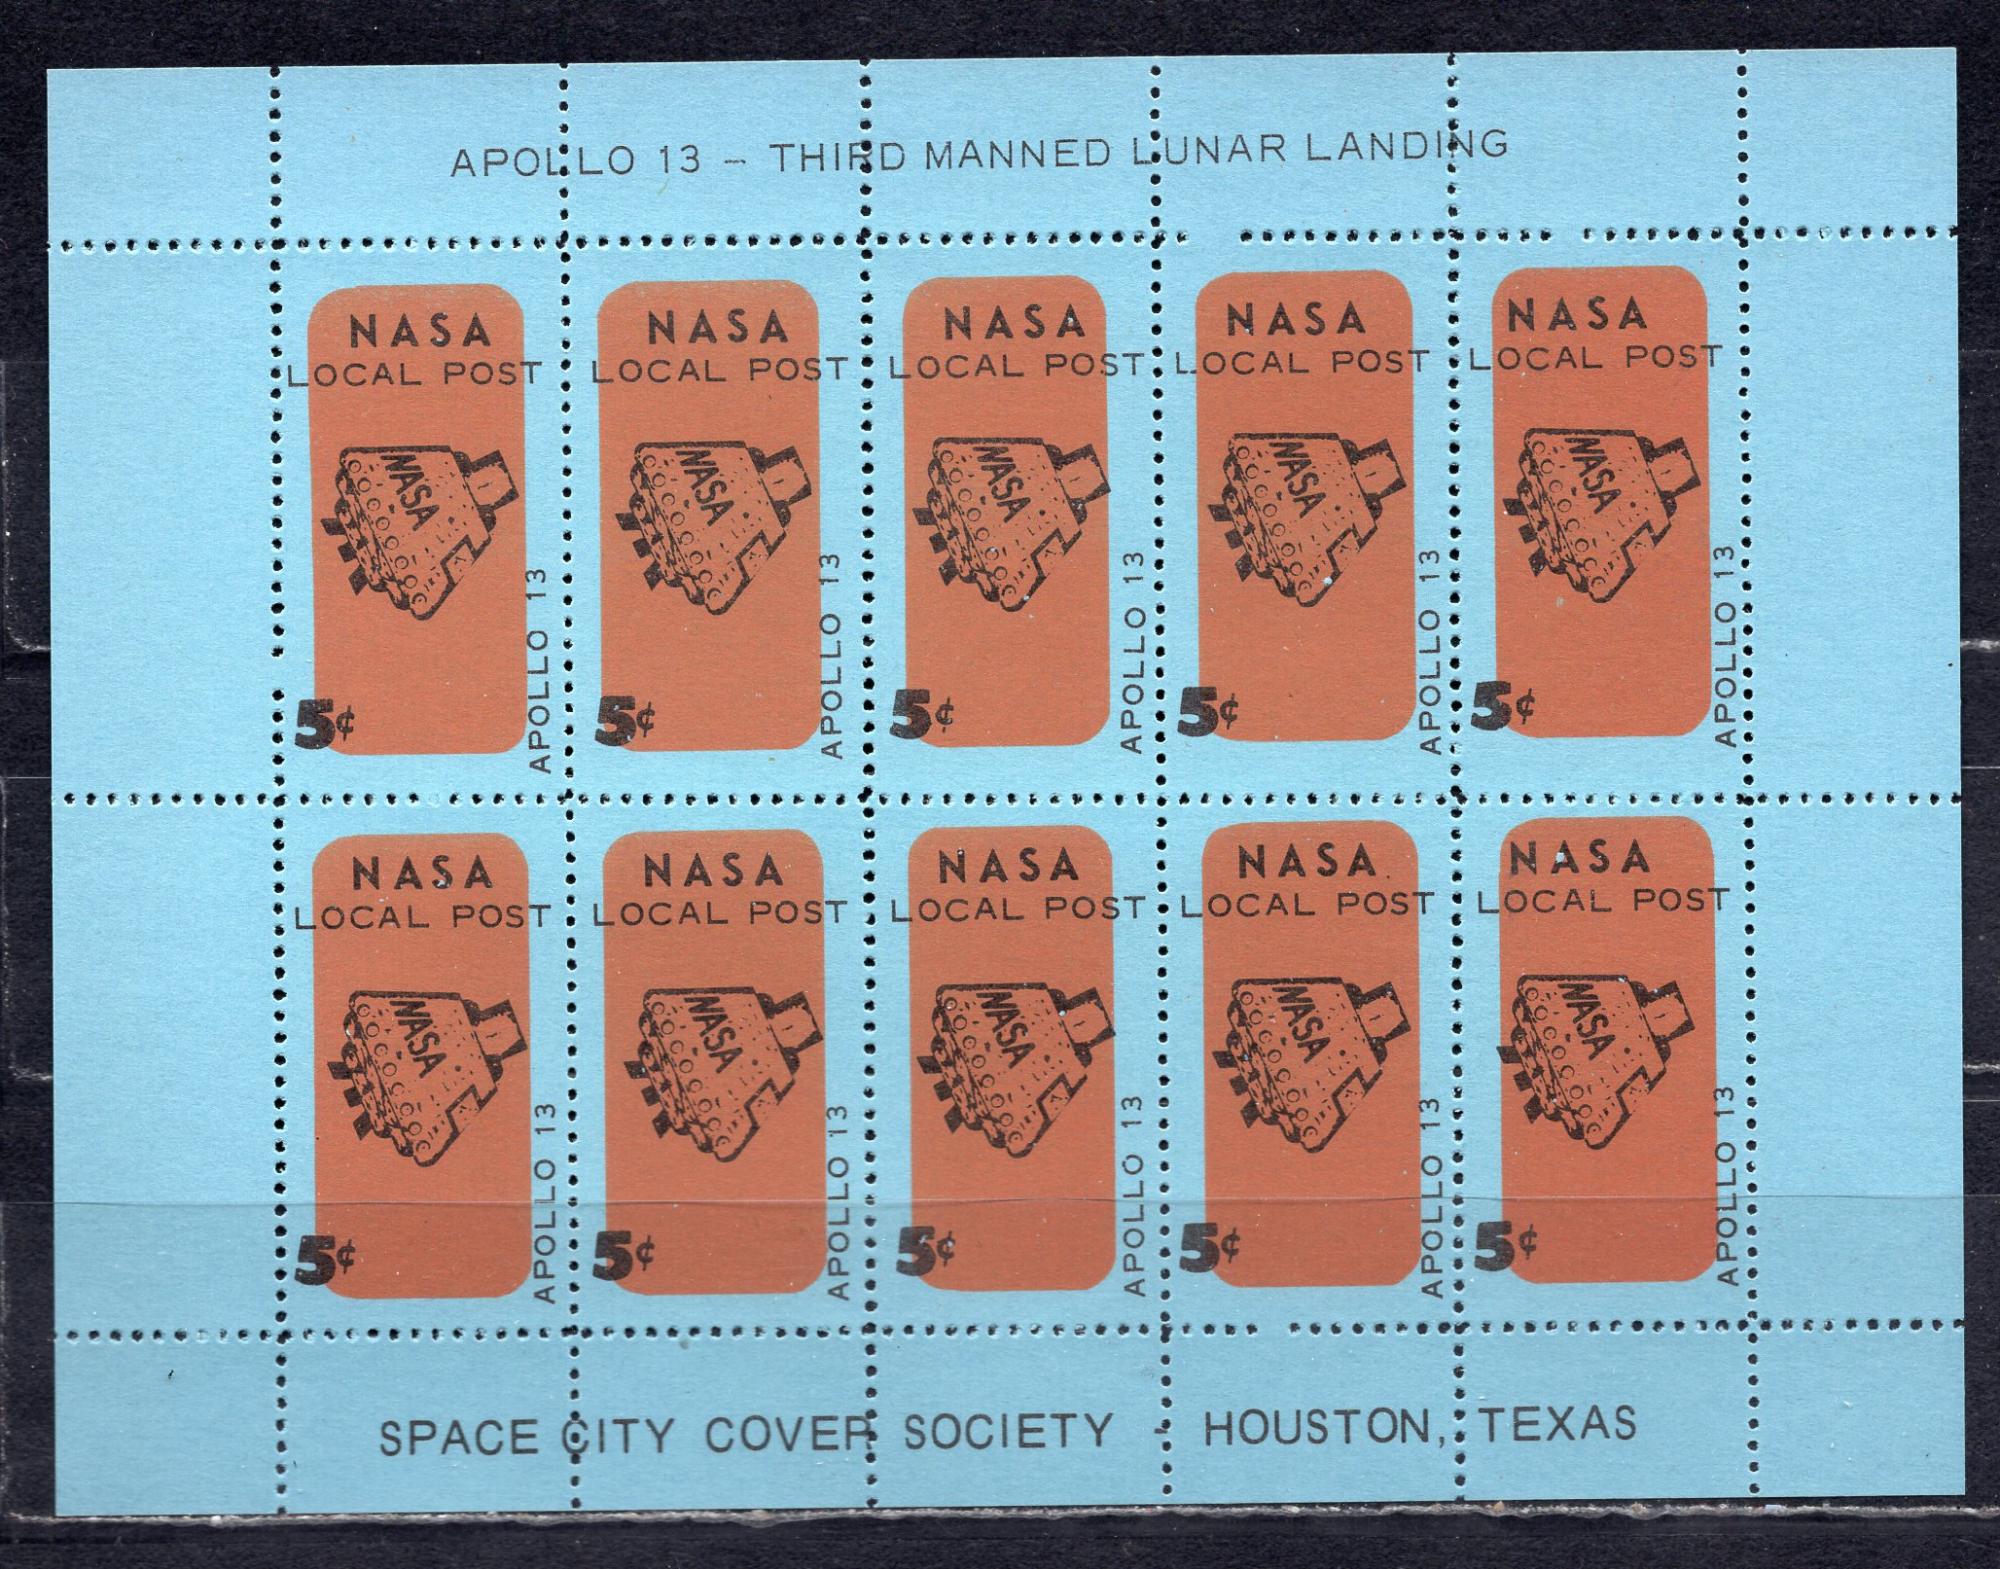 APOLLO 13 – THIRD MANNED LUNAR LANDING
NASA
LOCAL POST
NASA
5¢
APOLLO 13
NASA
LOCAL POST
NASA
5¢
APOLLO 13
NASA
LOCAL POST
NASA
5¢
APOLLO 13
NASA
LOCAL POST
NASA
5¢
APOLLO 13
NASA
LOCAL POST
NASA
5¢
APOLLO 13
NASA
LOCAL POST
NASA
5¢
APOLLO 13
NASA
LOCAL POST
NASA
5¢
APOLLO 13
NASA
LOCAL POST
NASA
5¢
APOLLO 13
NASA
LOCAL POST
NASA
5¢
APOLLO 13
NASA
LOCAL POST
NASA
5¢
APOLLO 13
SPACE CITY COVER SOCIETY · HOUSTON, TEXAS